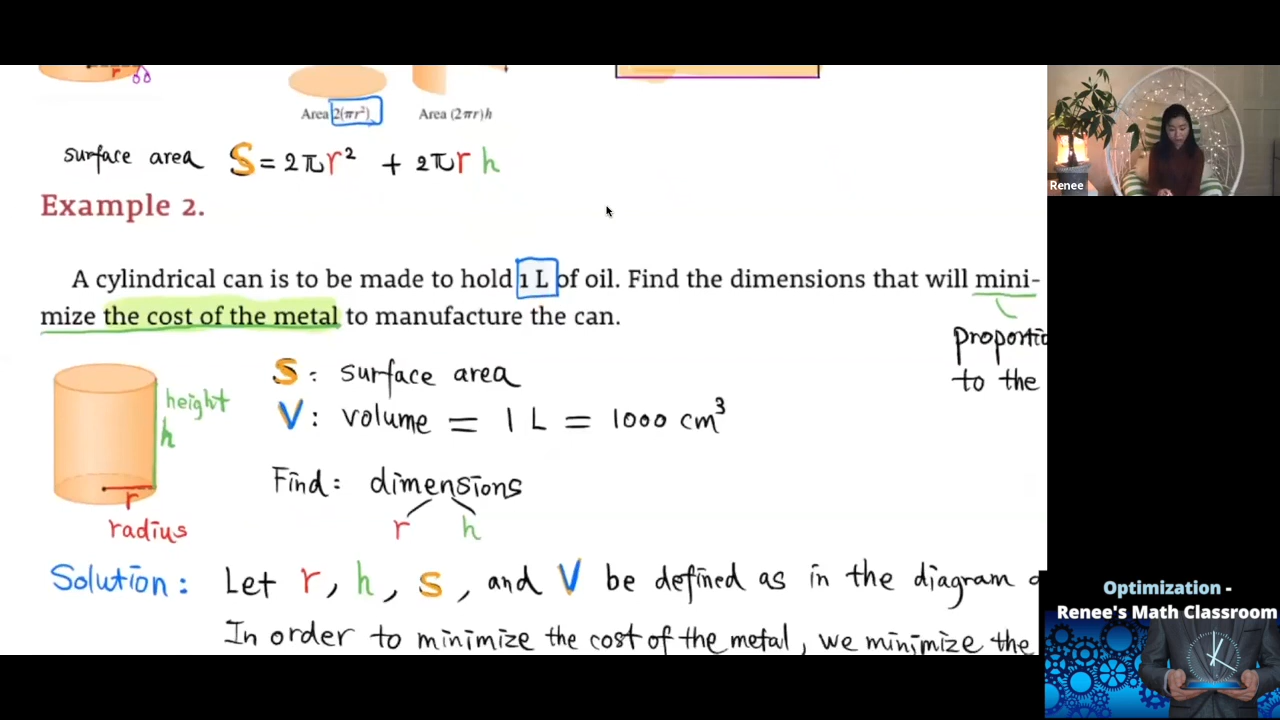 r
Area 2(πr²)
Area (2πr)h
surface area S = 2πr² + 2πr h
Example 2.
A cylindrical can is to be made to hold 1 L of oil. Find the dimensions that will mini-
mize the cost of the metal to manufacture the can.
proportio
to the
height
h
r
radius
S: surface area
V: volume = 1 L = 1000 cm³
Find: dimensions
r h
Solution: Let r, h, S, and V be defined as in the diagram
In order to minimize the cost of the metal, we minimize the
Renee
Optimization -
Renee's Math Classroom